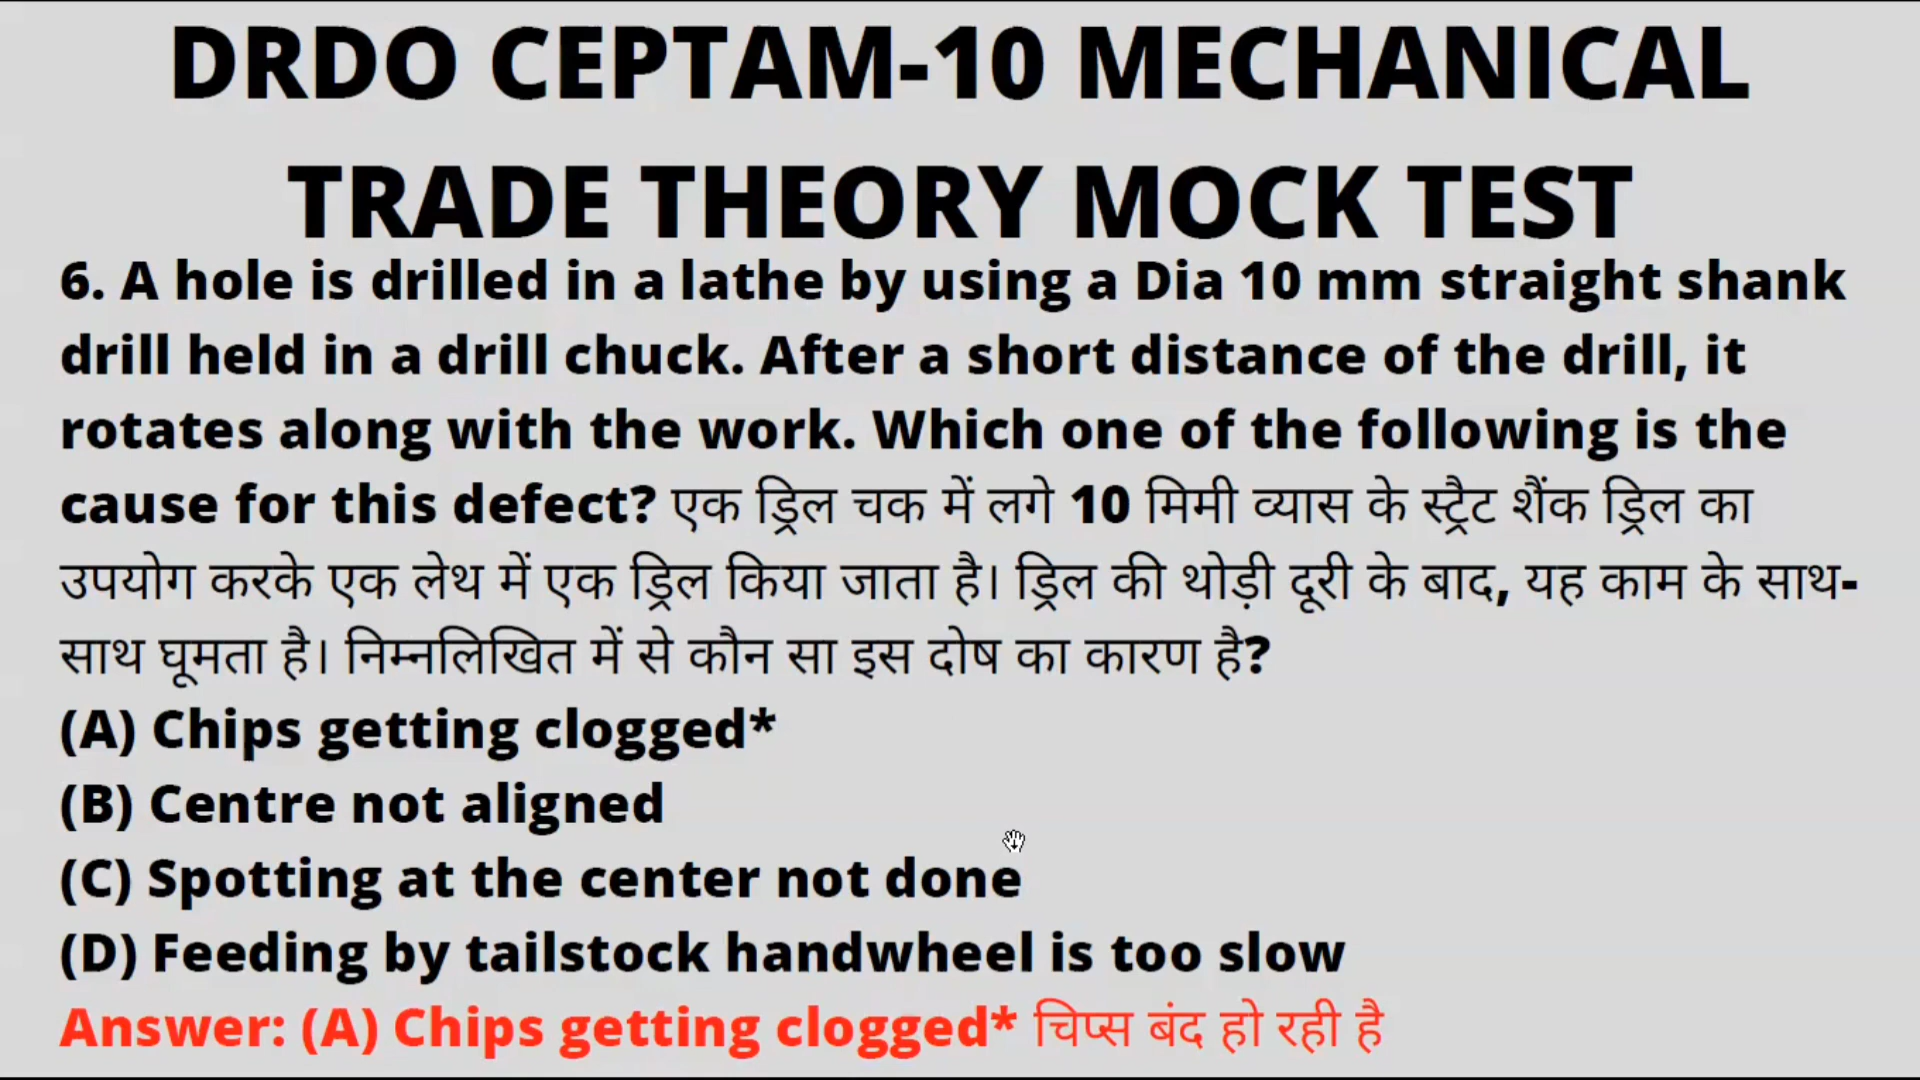 DRDO CEPTAM-10 MECHANICAL
TRADE THEORY MOCK TEST
6. A hole is drilled in a lathe by using a Dia 10 mm straight shank
drill held in a drill chuck. After a short distance of the drill, it
rotates along with the work. Which one of the following is the
cause for this defect? एक ड्रिल चक में लगे 10 मिमी व्यास के स्ट्रैट शैंक ड्रिल का
उपयोग करके एक लेथ में एक ड्रिल किया जाता है। ड्रिल की थोड़ी दूरी के बाद, यह काम के साथ-
साथ घूमता है। निम्नलिखित में से कौन सा इस दोष का कारण है?
(A) Chips getting clogged*
(B) Centre not aligned
(C) Spotting at the center not done
(D) Feeding by tailstock handwheel is too slow
Answer: (A) Chips getting clogged* चिप्स बंद हो रही है